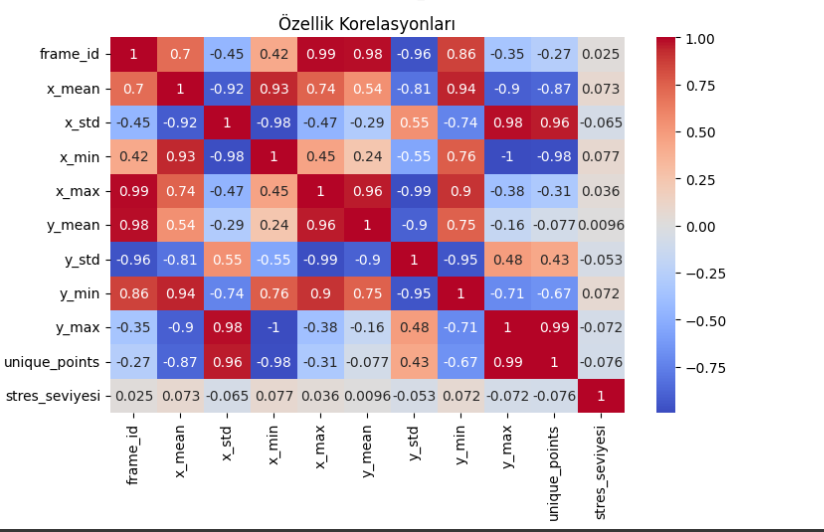 Özellik Korelasyonları
frame_id 1 0.7 -0.45 0.42 0.99 0.98 -0.96 0.86 -0.35 -0.27 0.025
x_mean 0.7 1 -0.92 0.93 0.74 0.54 -0.81 0.94 -0.9 -0.87 0.073
x_std -0.45 -0.92 1 -0.98 -0.47 -0.29 0.55 -0.74 0.98 0.96 -0.065
x_min 0.42 0.93 -0.98 1 0.45 0.24 -0.55 0.76 -1 -0.98 0.077
x_max 0.99 0.74 -0.47 0.45 1 0.96 -0.99 0.9 -0.38 -0.31 0.036
y_mean 0.98 0.54 -0.29 0.24 0.96 1 -0.9 0.75 -0.16 -0.077 0.0096
y_std -0.96 -0.81 0.55 -0.55 -0.99 -0.9 1 -0.95 0.48 0.43 -0.053
y_min 0.86 0.94 -0.74 0.76 0.9 0.75 -0.95 1 -0.71 -0.67 0.072
y_max -0.35 -0.9 0.98 -1 -0.38 -0.16 0.48 -0.71 1 0.99 -0.072
unique_points -0.27 -0.87 0.96 -0.98 -0.31 -0.077 0.43 -0.67 0.99 1 -0.076
stres_seviyesi 0.025 0.073 -0.065 0.077 0.036 0.0096 -0.053 0.072 -0.072 -0.076 1
frame_id
x_mean
x_std
x_min
x_max
y_mean
y_std
y_min
y_max
unique_points
stres_seviyesi
1.00
0.75
0.50
0.25
0.00
−0.25
−0.50
−0.75